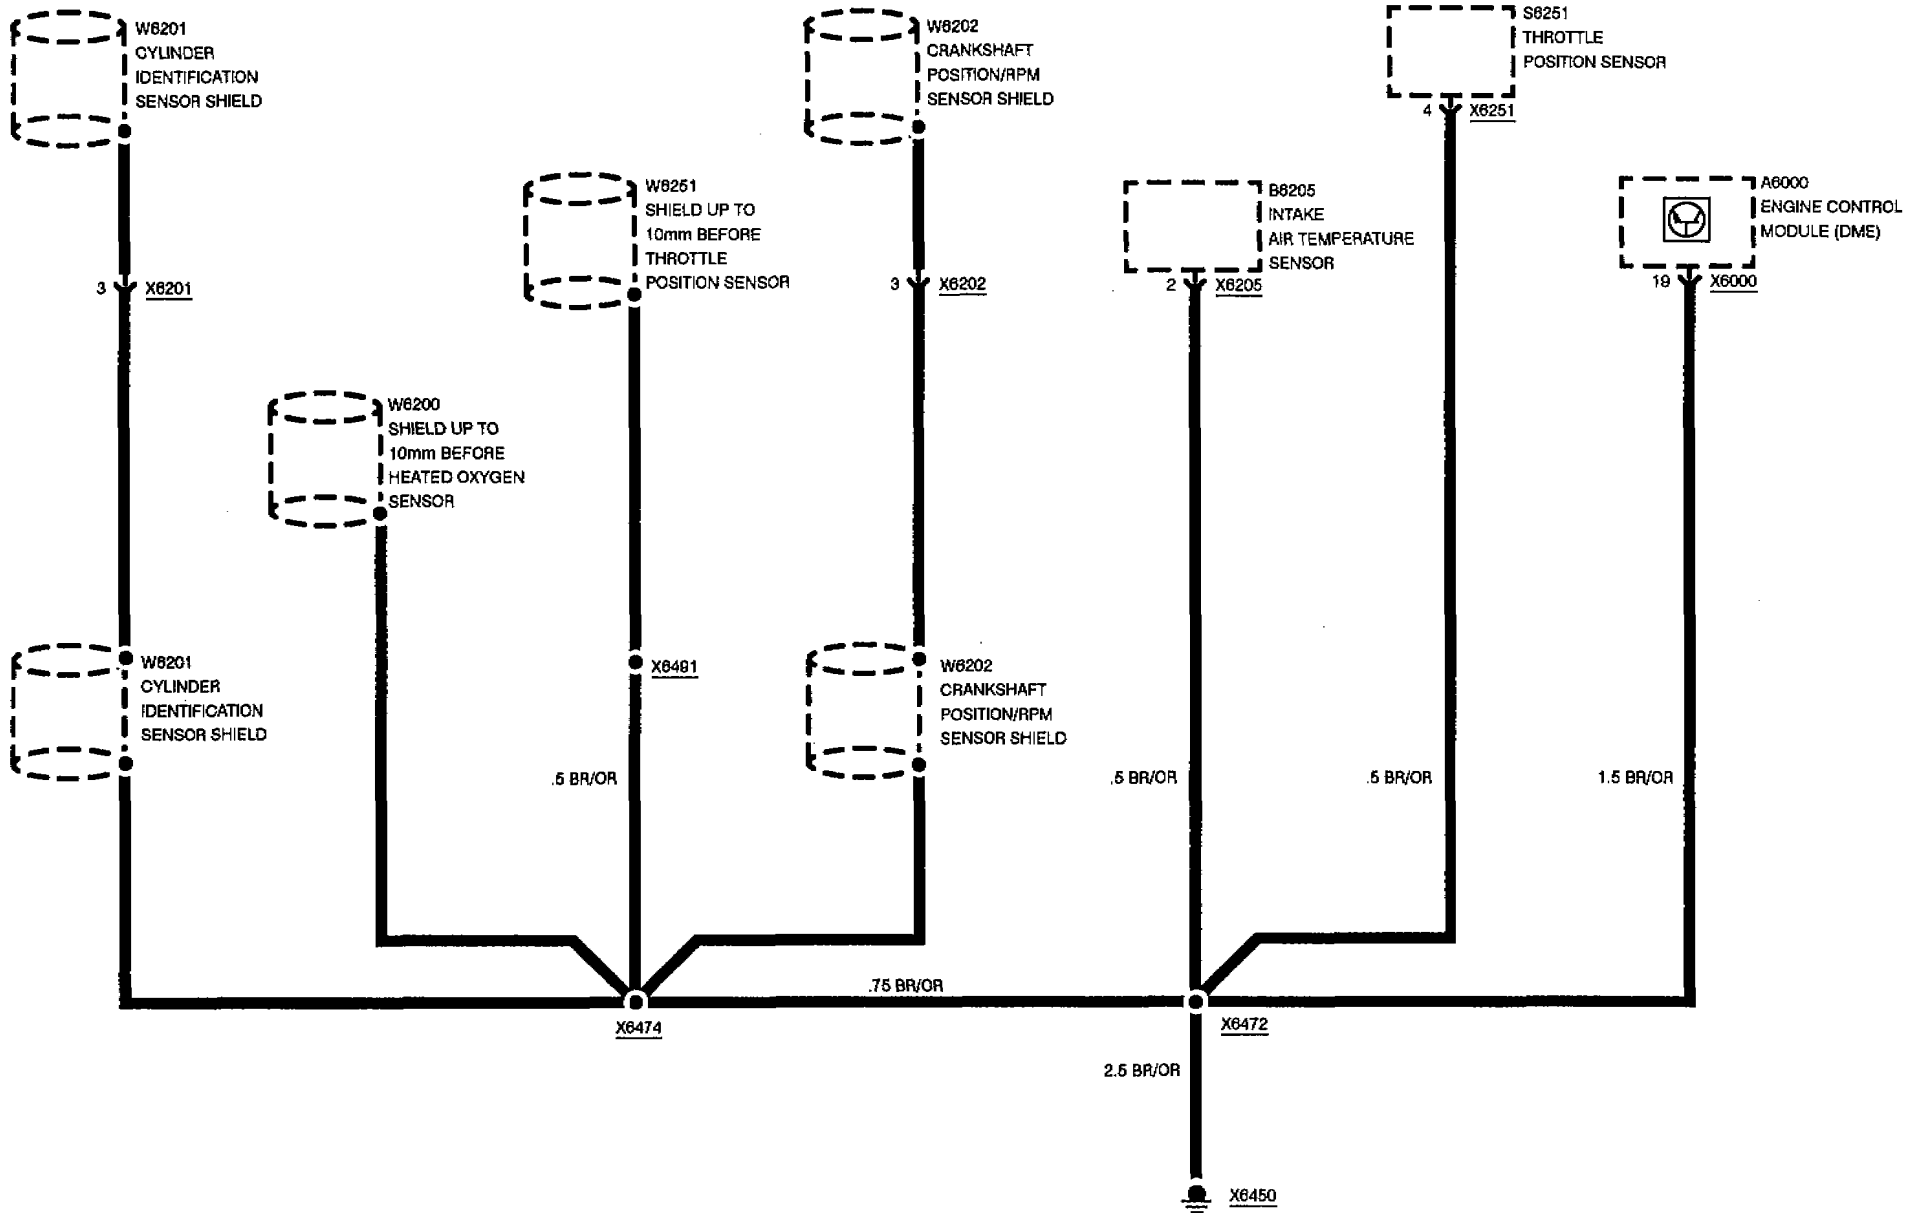 W6201
CYLINDER
IDENTIFICATION
SENSOR SHIELD
W6202
CRANKSHAFT
POSITION/RPM
SENSOR SHIELD
S6251
THROTTLE
POSITION SENSOR
4 X6251
W6251
SHIELD UP TO
10mm BEFORE
THROTTLE
POSITION SENSOR
B6205
INTAKE
AIR TEMPERATURE
SENSOR
A6000
ENGINE CONTROL
MODULE (DME)
3 X6201
3 X6202
2 X6205
19 X6000
W6200
SHIELD UP TO
10mm BEFORE
HEATED OXYGEN
SENSOR
W6201
CYLINDER
IDENTIFICATION
SENSOR SHIELD
X6491
W6202
CRANKSHAFT
POSITION/RPM
SENSOR SHIELD
.5 BR/OR
.5 BR/OR
.5 BR/OR
1.5 BR/OR
.75 BR/OR
X6474
X6472
2.5 BR/OR
X6450